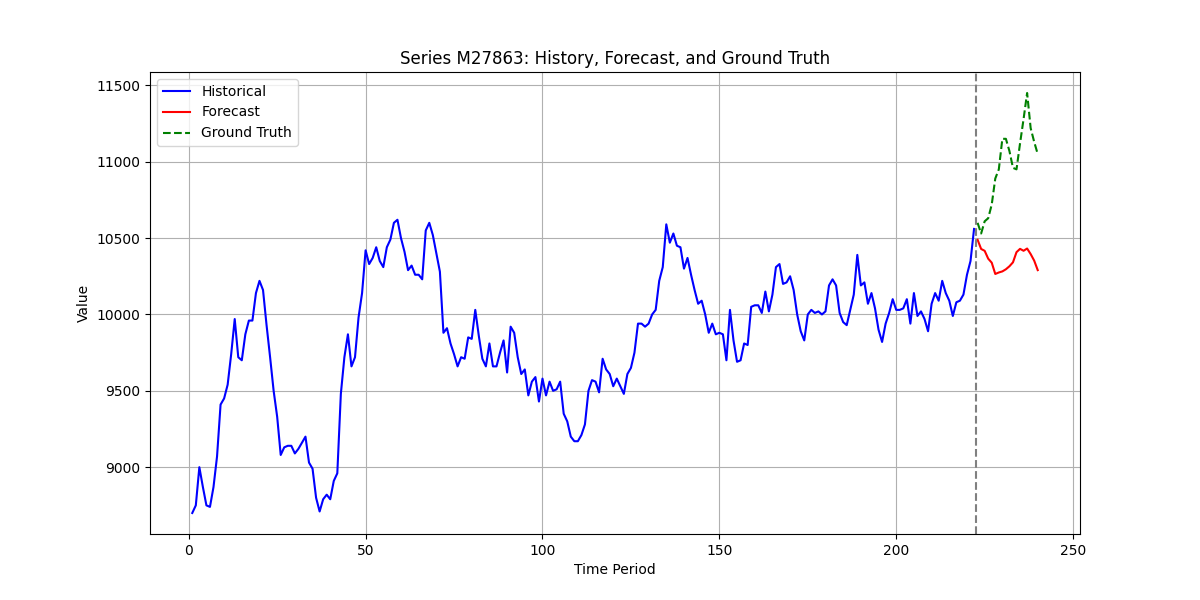 Series M27863: History, Forecast, and Ground Truth
Historical
Forecast
Ground Truth
11500
11000
10500
10000
9500
9000
Value
0 50 100 150 200 250
Time Period